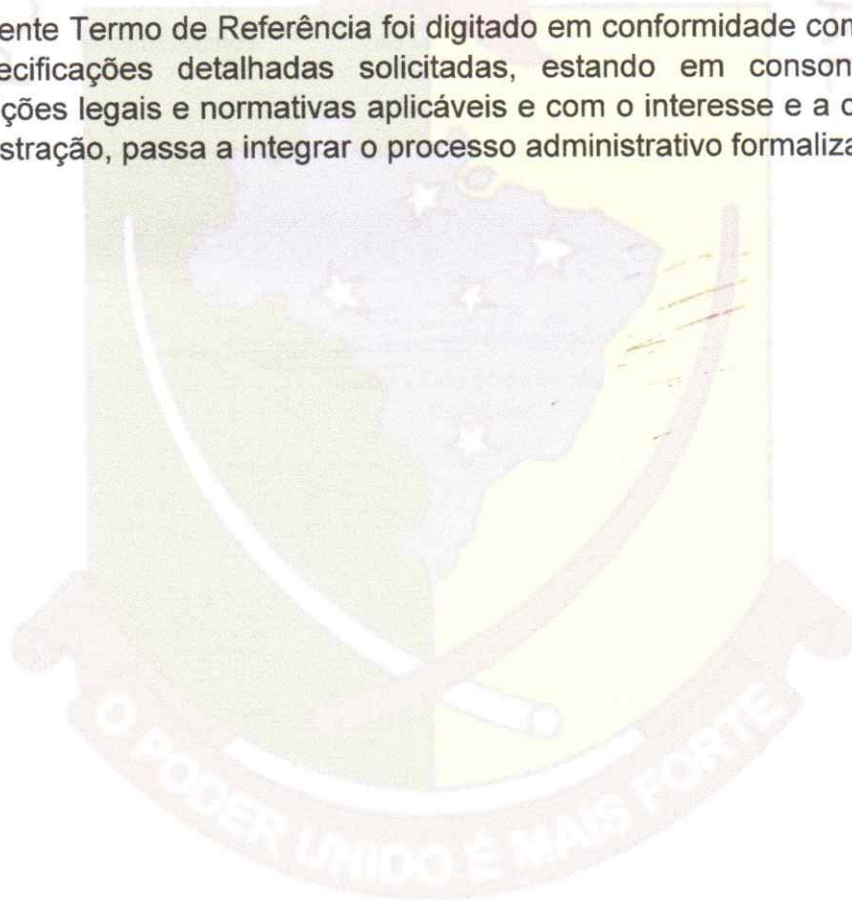 ente Termo de Referência foi digitado em conformidade con
ecificações detalhadas solicitadas, estando em conson
ções legais e normativas aplicáveis e com o interesse e a c
stração, passa a integrar o processo administrativo formaliza
O PODER UNIDO É MAIS FORTE